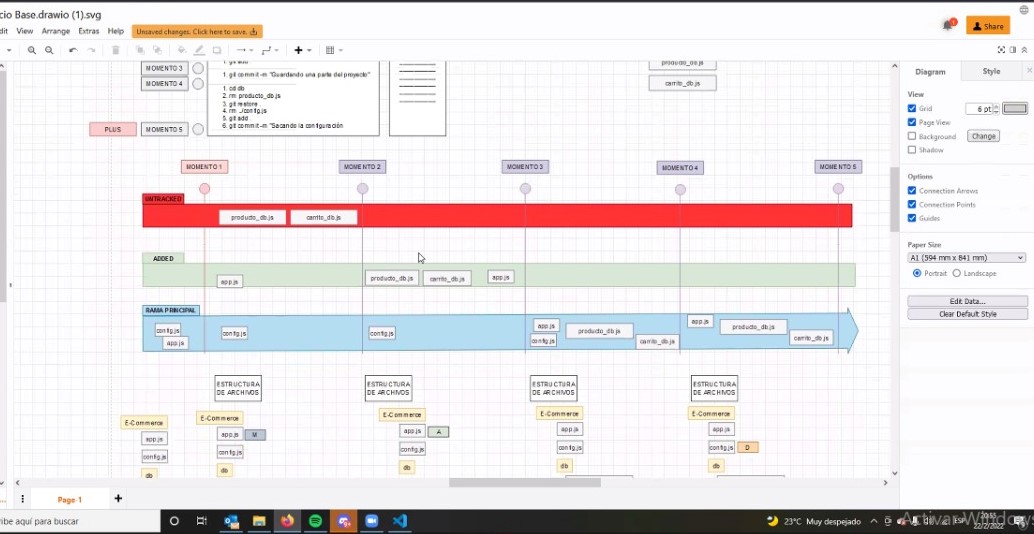 cio Base.drawio (1).svg
dit View Arrange Extras Help Unsaved changes. Click here to save.
1
Share
MOMENTO 3
MOMENTO 4
PLUS MOMENTO 5
1. git add
1. git commit -m "Guardando una parte del proyecto"
1. cd db
2. rm producto_db.js
3. git restore .
4. rm ../config.js
5. git add .
6. git commit -m "Sacando la configuración
producto_db.js
carrito_db.js
MOMENTO 1 MOMENTO 2 MOMENTO 3 MOMENTO 4 MOMENTO 5
UNTRACKED
producto_db.js carrito_db.js
ADDED
app.js producto_db.js carrito_db.js app.js
RAMA PRINCIPAL
config.js app.js
config.js
config.js
app.js config.js producto_db.js carrito_db.js
app.js producto_db.js carrito_db.js
ESTRUCTURA DE ARCHIVOS
ESTRUCTURA DE ARCHIVOS
ESTRUCTURA DE ARCHIVOS
ESTRUCTURA DE ARCHIVOS
E-Commerce E-Commerce E-Commerce E-Commerce E-Commerce
app.js app.js M app.js A app.js app.js
config.js config.js config.js config.js config.js D
db db db db db
Diagram Style
View
Grid 6 pt
Page View
Background Change
Shadow
Options
Connection Arrows
Connection Points
Guides
Paper Size
A1 (594 mm x 841 mm)
Portrait Landscape
Edit Data...
Clear Default Style
Page 1
ribe aquí para buscar
23°C Muy despejado
ESP
22/2/2022
Activar Windows